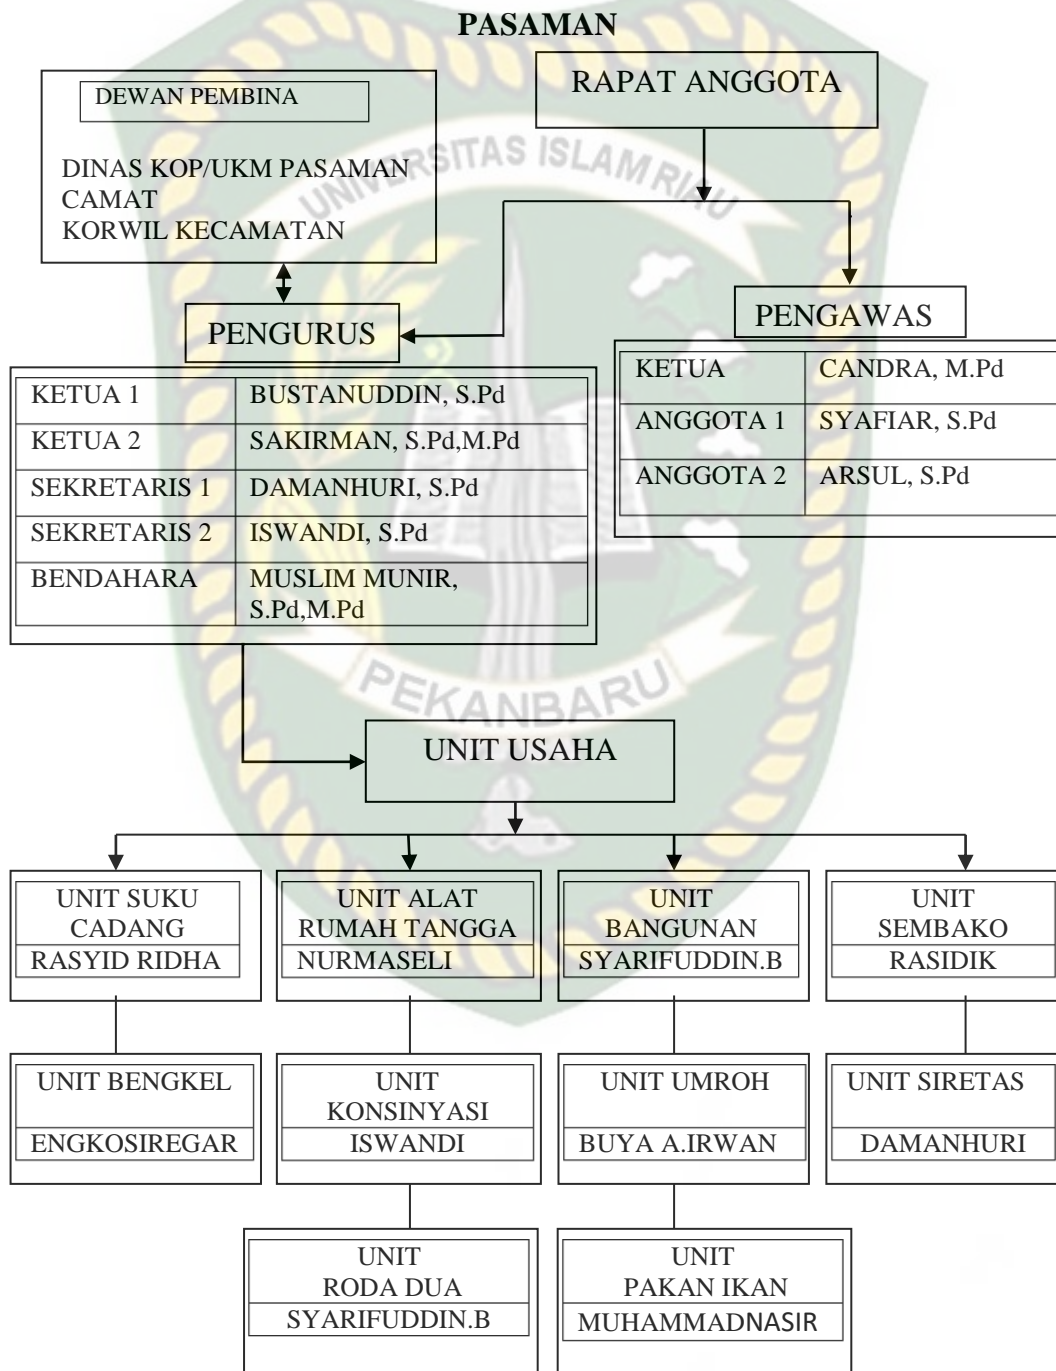 PASAMAN
RAPAT ANGGOTA
DEWAN PEMBINA
DINAS KOP/UKM PASAMAN
CAMAT
KORWIL KECAMATAN
UNIVERSITAS ISLAM RIAU
PENGURUS
PENGAWAS
KETUA 1 BUSTANUDDIN, S.Pd
KETUA 2 SAKIRMAN, S.Pd,M.Pd
SEKRETARIS 1 DAMANHURI, S.Pd
SEKRETARIS 2 ISWANDI, S.Pd
BENDAHARA MUSLIM MUNIR,
S.Pd,M.Pd
KETUA CANDRA, M.Pd
ANGGOTA 1 SYAFIAR, S.Pd
ANGGOTA 2 ARSUL, S.Pd
PEKANBARU
UNIT USAHA
UNIT SUKU
CADANG
RASYID RIDHA
UNIT ALAT
RUMAH TANGGA
NURMASELI
UNIT
BANGUNAN
SYARIFUDDIN.B
UNIT
SEMBAKO
RASIDIK
UNIT BENGKEL
ENGKOSIREGAR
UNIT
KONSINYASI
ISWANDI
UNIT UMROH
BUYA A.IRWAN
UNIT SIRETAS
DAMANHURI
UNIT
RODA DUA
SYARIFUDDIN.B
UNIT
PAKAN IKAN
MUHAMMADNASIR